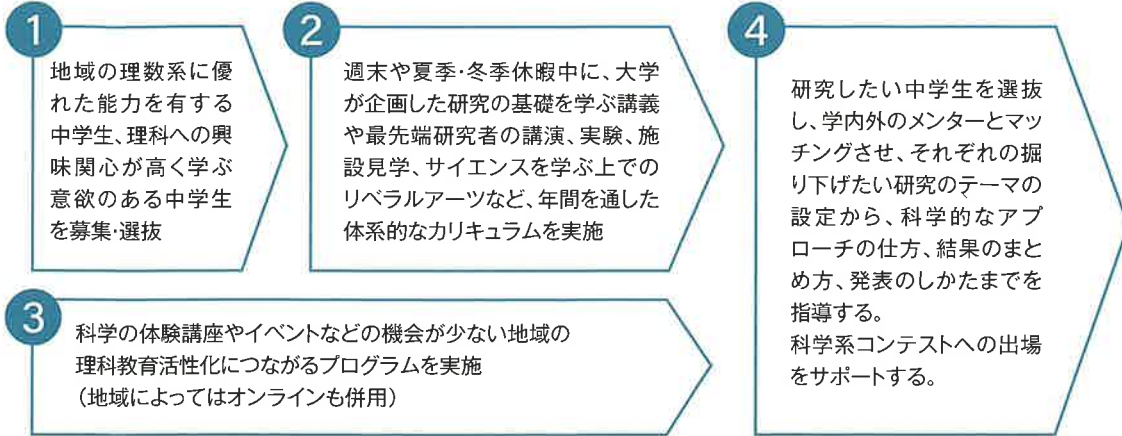 1
地域の理数系に優
れた能力を有する
中学生、理科への興
味関心が高く学ぶ
意欲のある中学生
を募集・選抜
2
週末や夏季・冬季休暇中に、大学
が企画した研究の基礎を学ぶ講義
や最先端研究者の講演、実験、施
設見学、サイエンスを学ぶ上での
リベラルアーツなど、年間を通した
体系的なカリキュラムを実施
3
科学の体験講座やイベントなどの機会が少ない地域の
理科教育活性化につながるプログラムを実施
（地域によってはオンラインも併用）
4
研究したい中学生を選抜
し、学内外のメンターとマッ
チングさせ、それぞれの掘
り下げたい研究のテーマの
設定から、科学的なアプ
ローチの仕方、結果のまと
め方、発表のしかたまでを
指導する。
科学系コンテストへの出場
をサポートする。